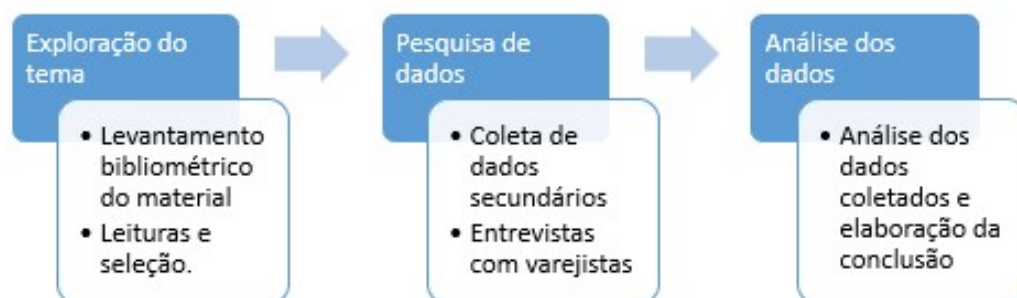 Exploração do
tema
• Levantamento
bibliométrico
do material
• Leituras e
seleção.
Pesquisa de
dados
• Coleta de
dados
secundários
• Entrevistas
com varejistas
Análise dos
dados
• Análise dos
dados
coletados e
elaboração da
conclusão